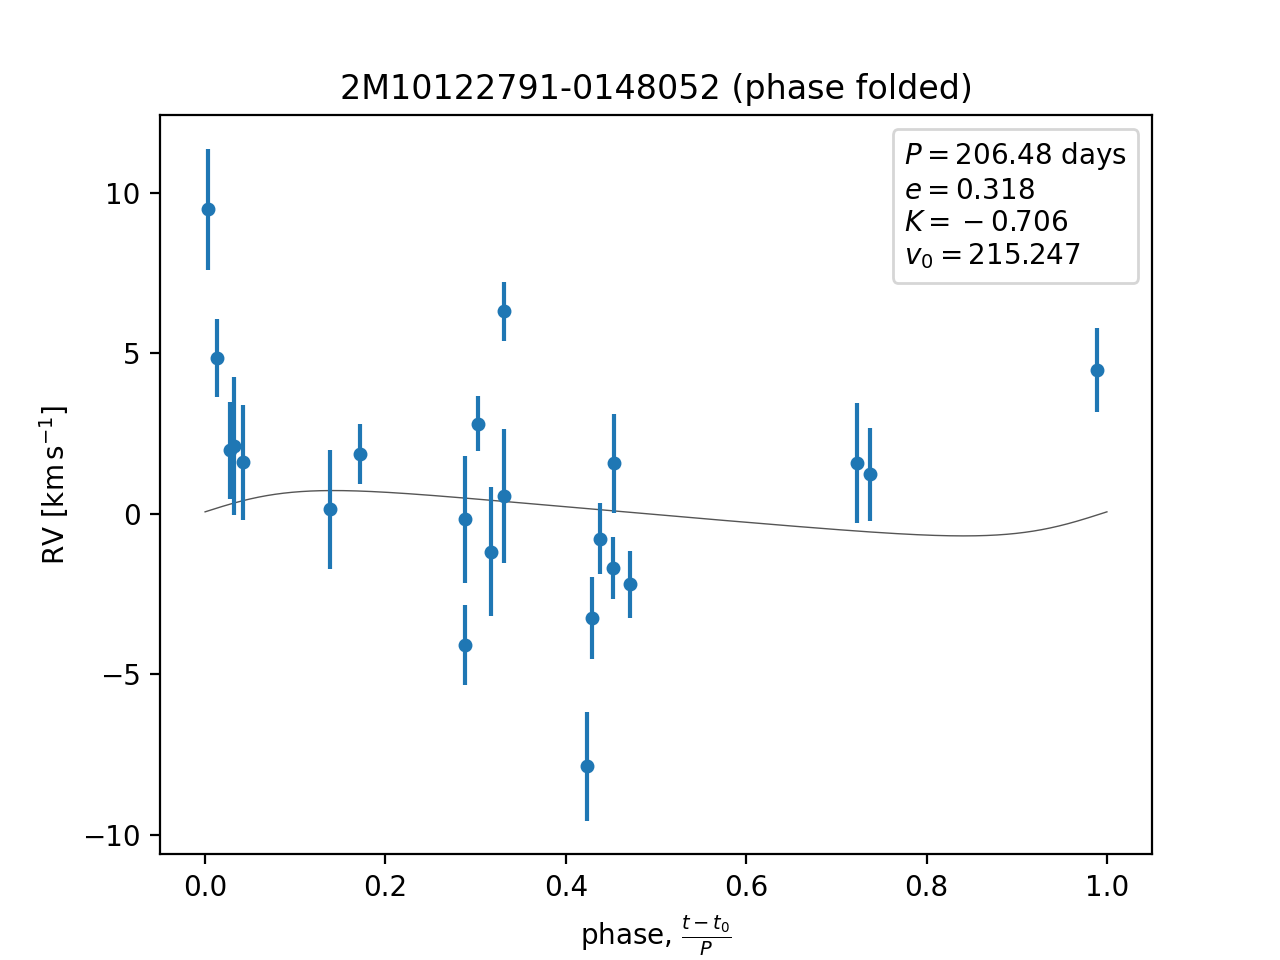 2M10122791-0148052 (phase folded)
P = 206.48 days
e = 0.318
K = −0.706
v₀ = 215.247
10
5
0
−5
−10
RV [km s⁻¹]
0.0 0.2 0.4 0.6 0.8 1.0
phase, (t − t₀)/P